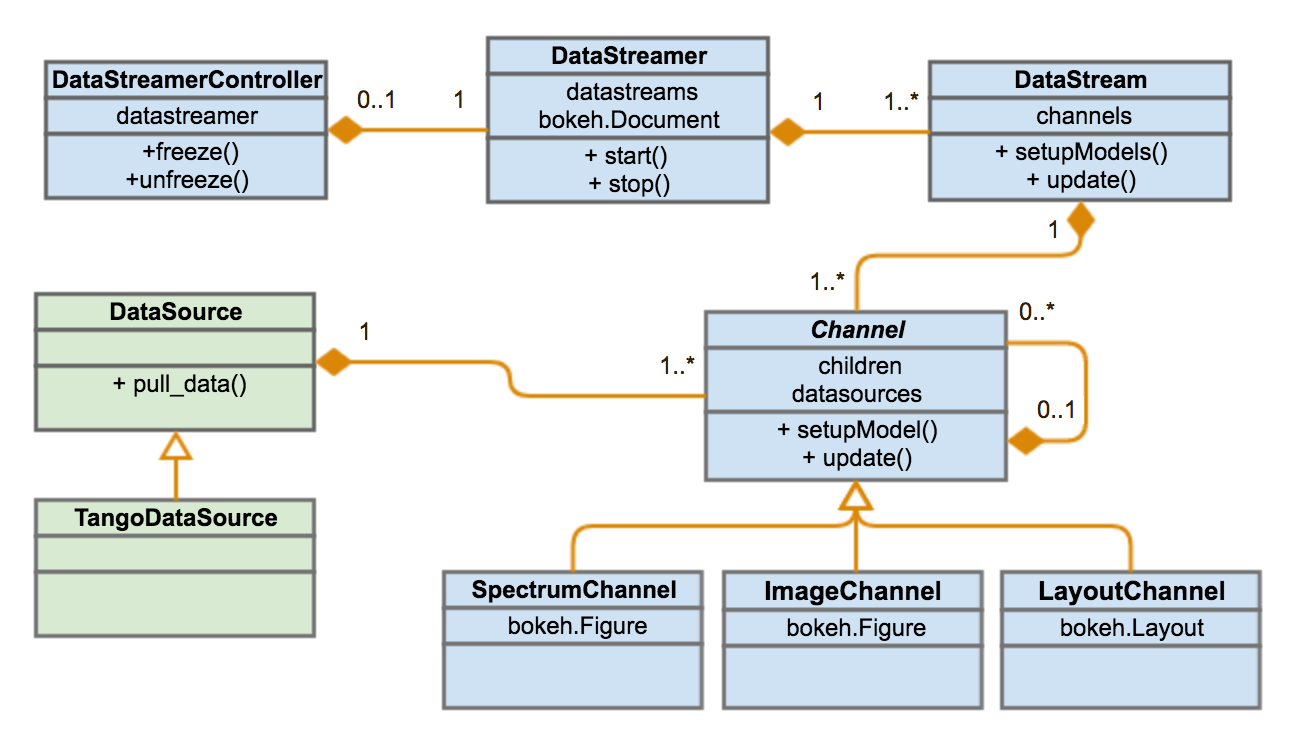 DataStreamerController
datastreamer
+freeze()
+unfreeze()
0..1
1
DataStreamer
datastreams
bokeh.Document
+ start()
+ stop()
1
1..*
DataStream
channels
+ setupModels()
+ update()
1
1..*
DataSource
+ pull_data()
1
1..*
Channel
children
datasources
+ setupModel()
+ update()
0..*
0..1
TangoDataSource
SpectrumChannel
bokeh.Figure
ImageChannel
bokeh.Figure
LayoutChannel
bokeh.Layout